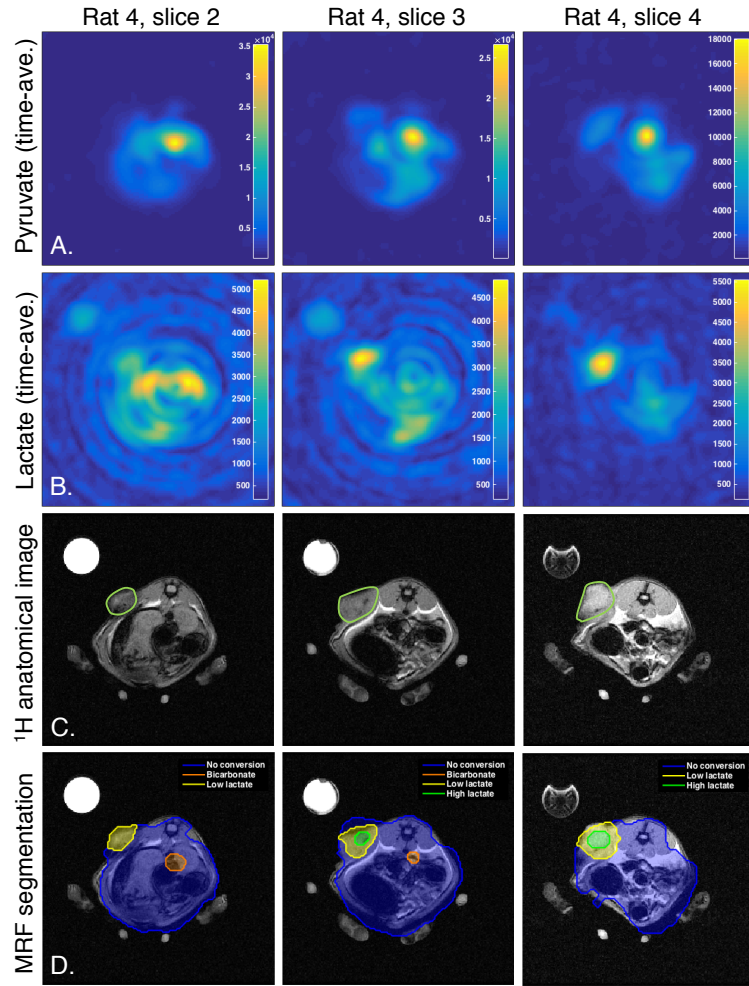 Rat 4, slice 2
Rat 4, slice 3
Rat 4, slice 4
Pyruvate (time-ave.)
×10⁴
3.5
3
2.5
2
1.5
1
0.5
×10⁴
2.5
2
1.5
1
0.5
18000
16000
14000
12000
10000
8000
6000
4000
2000
A.
Lactate (time-ave.)
5000
4500
4000
3500
3000
2500
2000
1500
1000
500
4500
4000
3500
3000
2500
2000
1500
1000
500
5500
5000
4500
4000
3500
3000
2500
2000
1500
1000
500
B.
¹H anatomical image
C.
MRF segmentation
No conversion
Bicarbonate
Low lactate
No conversion
Bicarbonate
Low lactate
High lactate
No conversion
Low lactate
High lactate
D.